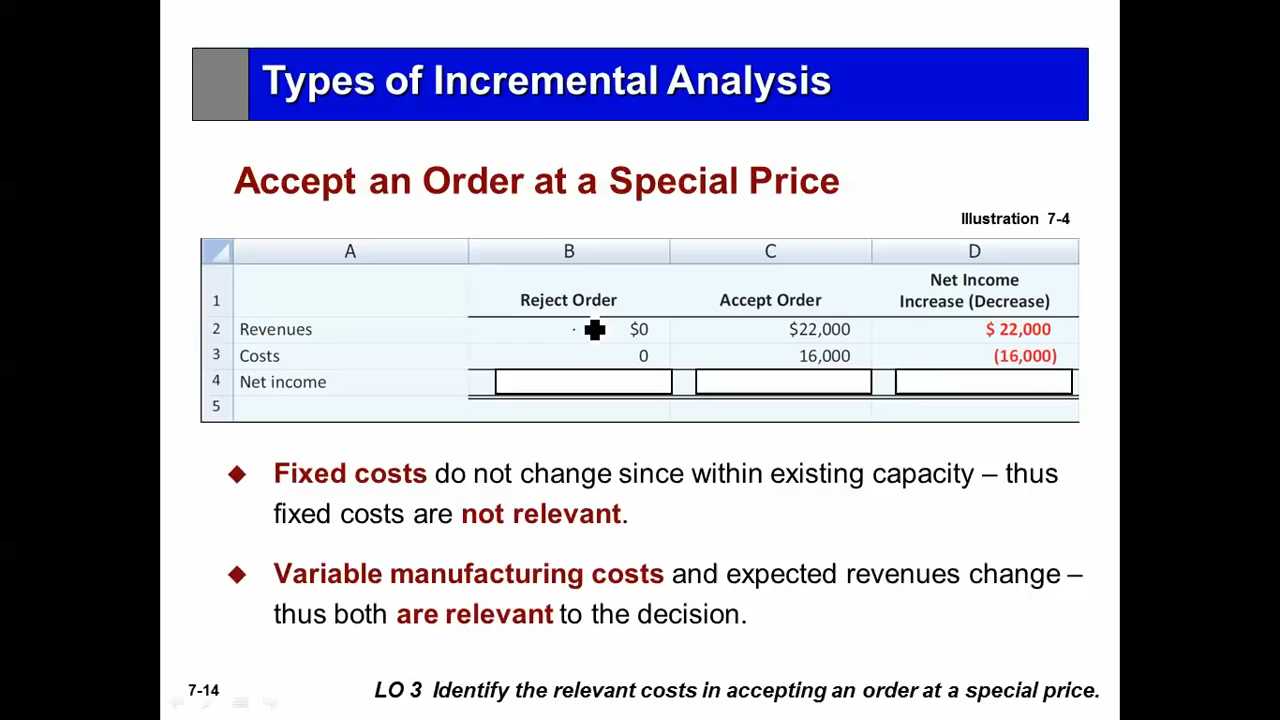 Types of Incremental Analysis
Accept an Order at a Special Price
Illustration 7-4
A B C D
Net Income
1 Reject Order Accept Order Increase (Decrease)
2 Revenues $0 $22,000 $ 22,000
3 Costs 0 16,000 (16,000)
4 Net income
5
Fixed costs do not change since within existing capacity – thus
fixed costs are not relevant.
Variable manufacturing costs and expected revenues change –
thus both are relevant to the decision.
7-14 LO 3 Identify the relevant costs in accepting an order at a special price.